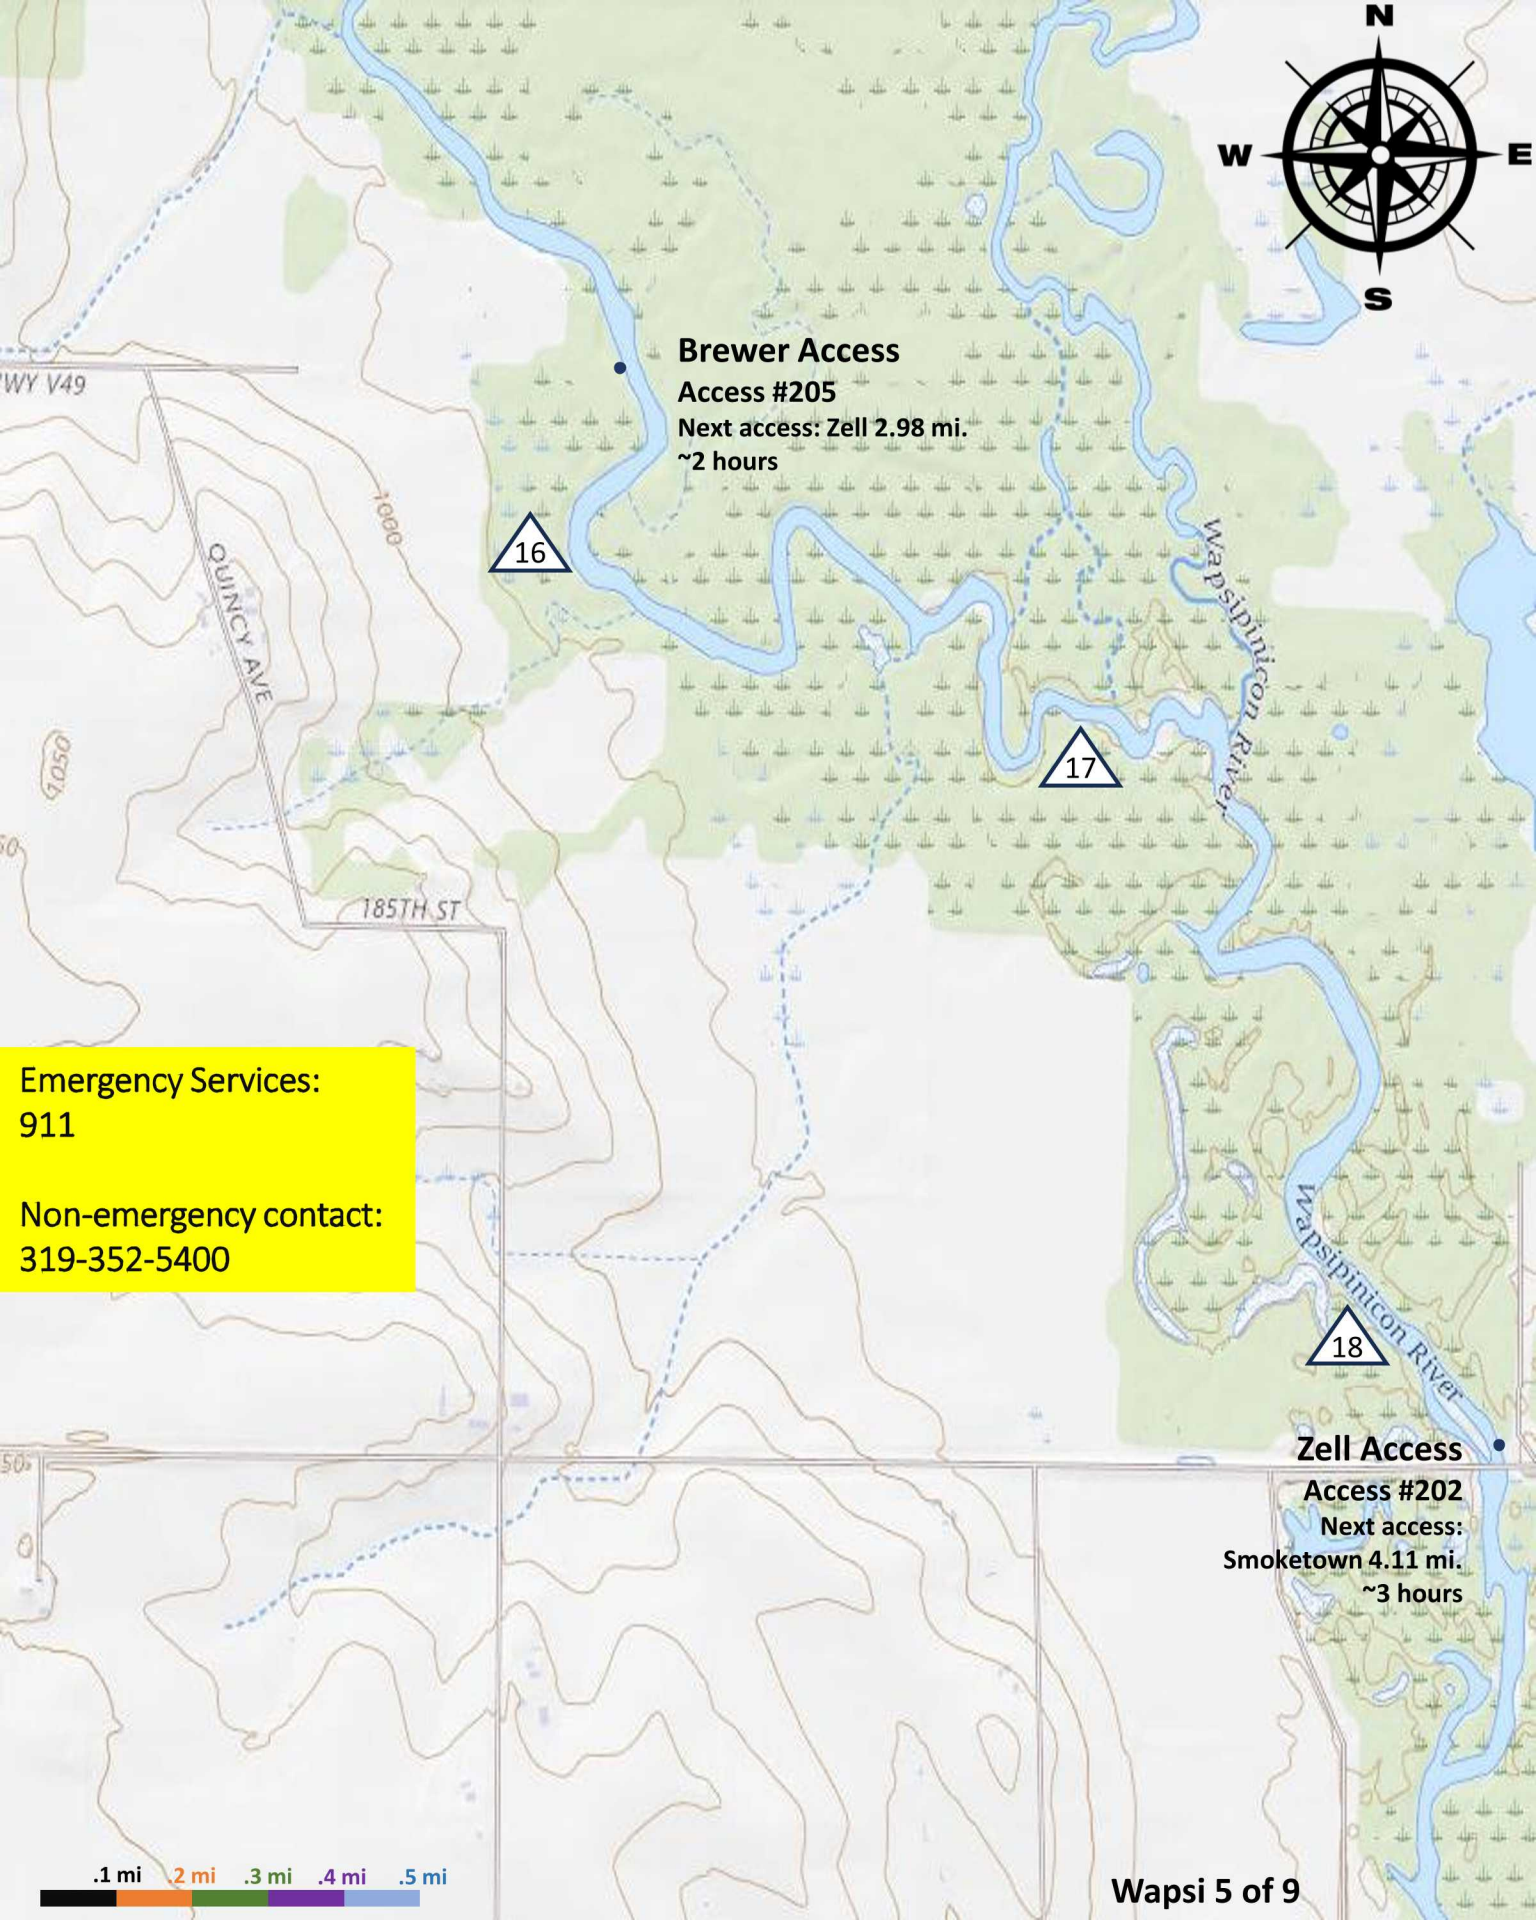 N
W
E
S
Brewer Access
Access #205
Next access: Zell 2.98 mi.
~2 hours
WY V49
1000
16
QUINCY AVE
Wapsipinicon River
17
1050
50
185TH ST
Emergency Services:
911
Non-emergency contact:
319-352-5400
Wapsipinicon River
18
Zell Access
Access #202
Next access:
Smoketown 4.11 mi.
~3 hours
50
.1 mi .2 mi .3 mi .4 mi .5 mi
Wapsi 5 of 9